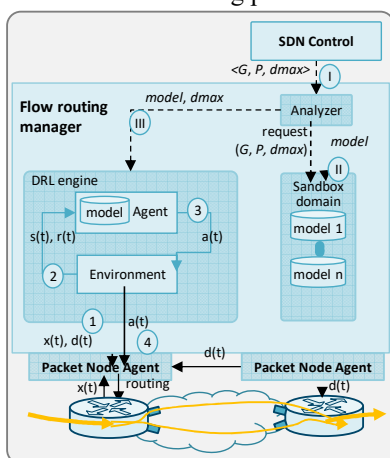 SDN Control
<G, P, dmax>
I
Flow routing
manager
model, dmax
III
Analyzer
request
(G, P, dmax)
model
II
DRL engine
model
Agent
3
s(t), r(t)
a(t)
2
Environment
Sandbox
domain
model 1
model n
1
x(t), d(t)
a(t)
4
Packet Node Agent
d(t)
Packet Node Agent
x(t)
routing
d(t)